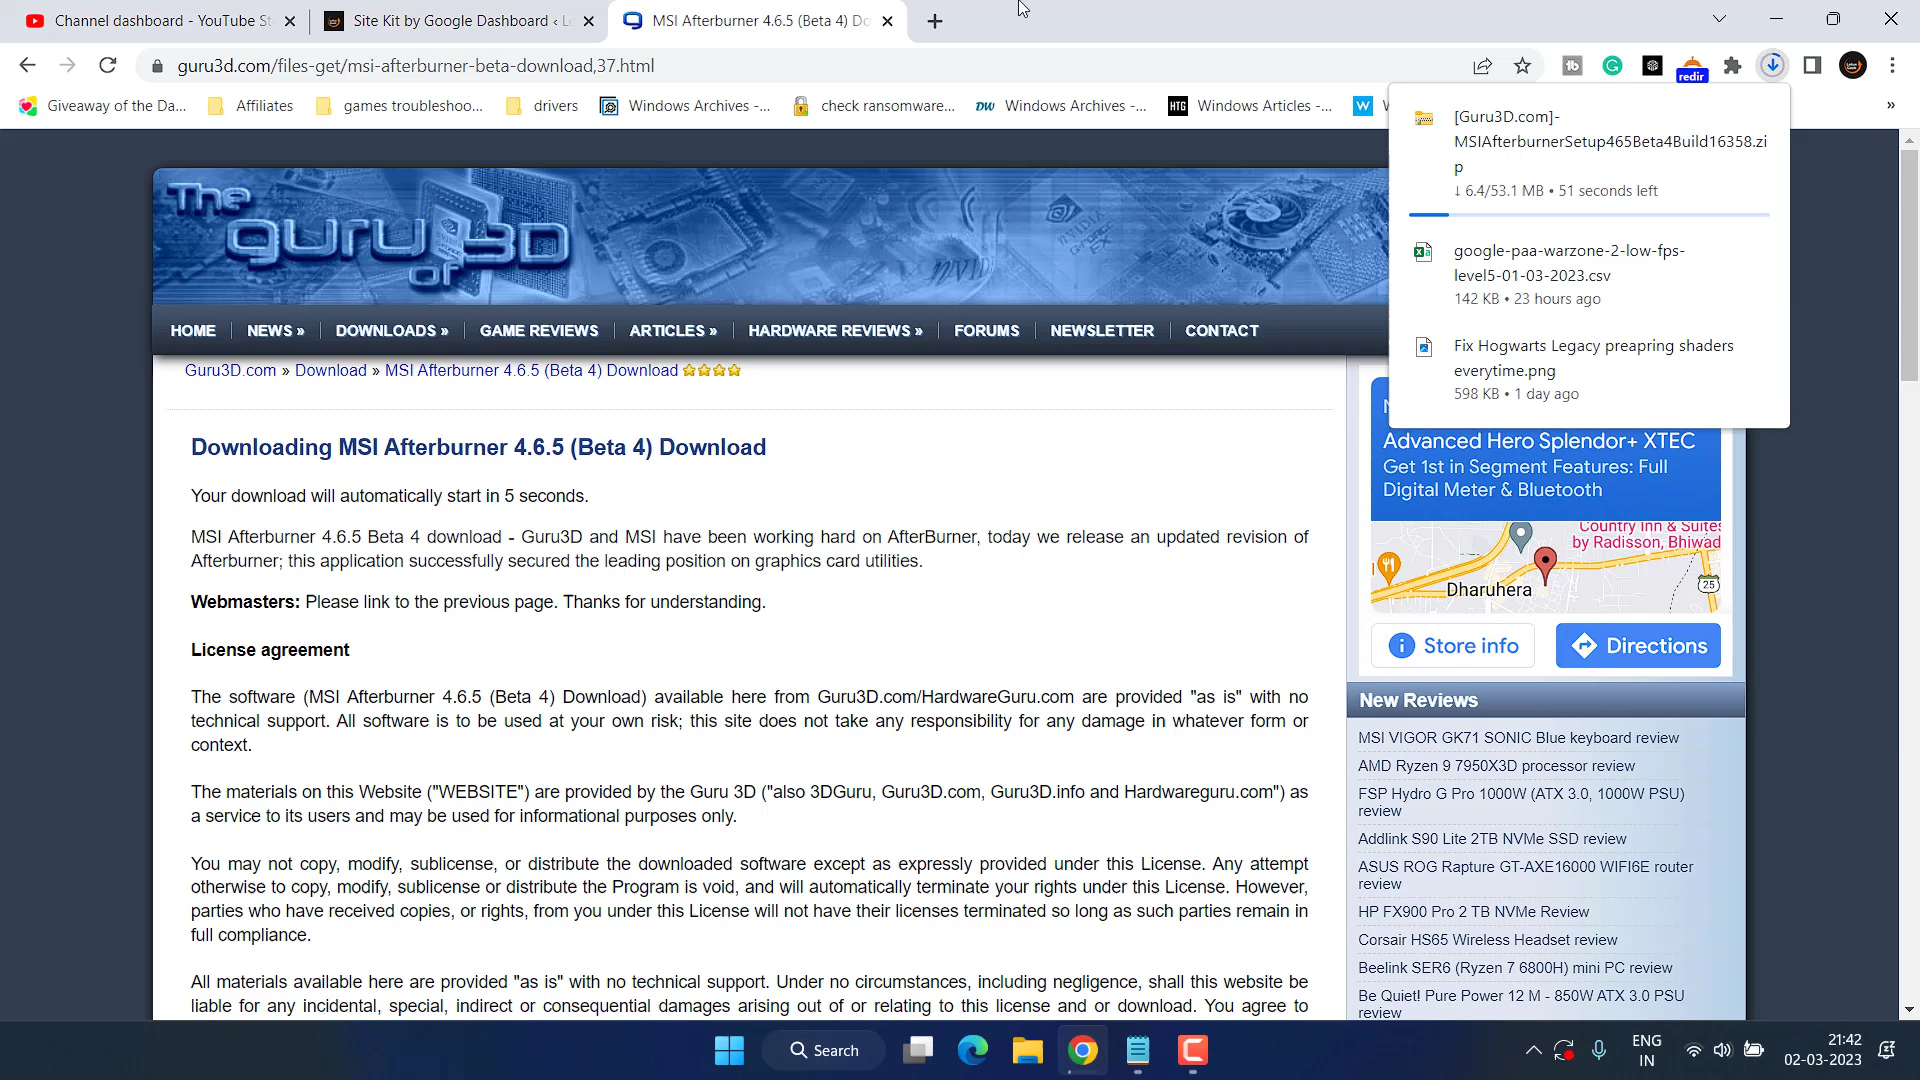 Channel dashboard - YouTube St
Site Kit by Google Dashboard ‹ L
MSI Afterburner 4.6.5 (Beta 4) Do
guru3d.com/files-get/msi-afterburner-beta-download,37.html
redir
Giveaway of the Da...
Affiliates
games troubleshoo...
drivers
Windows Archives -...
check ransomware...
DW
Windows Archives -...
HTG
Windows Articles -...
W
»
[Guru3D.com]-
MSIAfterburnerSetup465Beta4Build16358.zi
p
↓ 6.4/53.1 MB • 51 seconds left
google-paa-warzone-2-low-fps-
level5-01-03-2023.csv
142 KB • 23 hours ago
Fix Hogwarts Legacy preapring shaders
everytime.png
598 KB • 1 day ago
The
guru of 3D
HOME
NEWS »
DOWNLOADS »
GAME REVIEWS
ARTICLES »
HARDWARE REVIEWS »
FORUMS
NEWSLETTER
CONTACT
Guru3D.com » Download » MSI Afterburner 4.6.5 (Beta 4) Download
Downloading MSI Afterburner 4.6.5 (Beta 4) Download
Your download will automatically start in 5 seconds.
MSI Afterburner 4.6.5 Beta 4 download - Guru3D and MSI have been working hard on AfterBurner, today we release an updated revision of
Afterburner; this application successfully secured the leading position on graphics card utilities.
Webmasters: Please link to the previous page. Thanks for understanding.
License agreement
The software (MSI Afterburner 4.6.5 (Beta 4) Download) available here from Guru3D.com/HardwareGuru.com are provided "as is" with no
technical support. All software is to be used at your own risk; this site does not take any responsibility for any damage in whatever form or
context.
The materials on this Website ("WEBSITE") are provided by the Guru 3D ("also 3DGuru, Guru3D.com, Guru3D.info and Hardwareguru.com") as
a service to its users and may be used for informational purposes only.
You may not copy, modify, sublicense, or distribute the downloaded software except as expressly provided under this License. Any attempt
otherwise to copy, modify, sublicense or distribute the Program is void, and will automatically terminate your rights under this License. However,
parties who have received copies, or rights, from you under this License will not have their licenses terminated so long as such parties remain in
full compliance.
All materials available here are provided "as is" with no technical support. Under no circumstances, including negligence, shall this website be
liable for any incidental, special, indirect or consequential damages arising out of or relating to this license and or download. You agree to
Advanced Hero Splendor+ XTEC
Get 1st in Segment Features: Full
Digital Meter & Bluetooth
Country Inn & Suites
by Radisson, Bhiwad
Dharuhera
25
Store info
Directions
New Reviews
MSI VIGOR GK71 SONIC Blue keyboard review
AMD Ryzen 9 7950X3D processor review
FSP Hydro G Pro 1000W (ATX 3.0, 1000W PSU)
review
Addlink S90 Lite 2TB NVMe SSD review
ASUS ROG Rapture GT-AXE16000 WIFI6E router
review
HP FX900 Pro 2 TB NVMe Review
Corsair HS65 Wireless Headset review
Beelink SER6 (Ryzen 7 6800H) mini PC review
Be Quiet! Pure Power 12 M - 850W ATX 3.0 PSU
review
Search
ENG
IN
21:42
02-03-2023